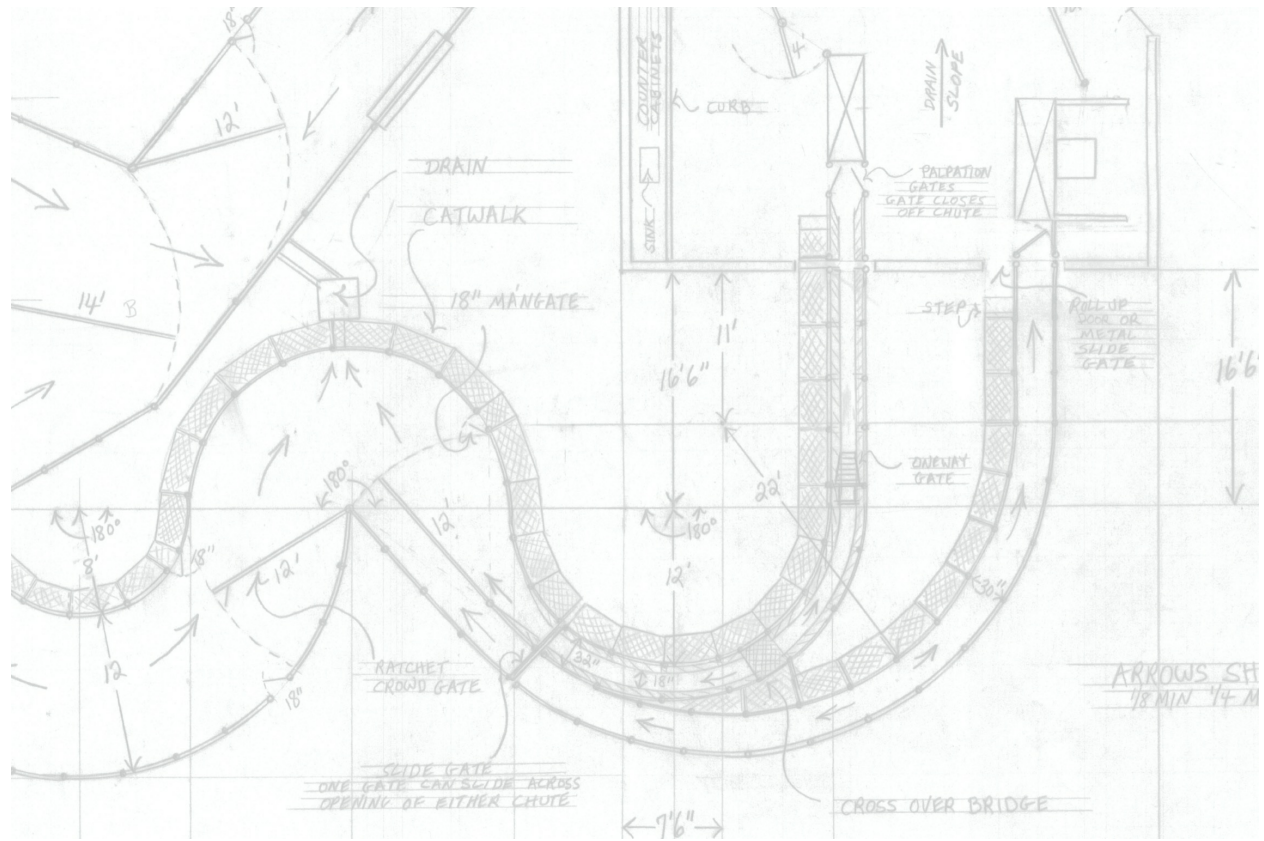 18"
12'
COUNTER
CABINETS
4'
CURB
DRAIN
SLOPE
DRAIN
CATWALK
18" MANGATE
SINK
PALPATION
GATES
GATE CLOSES
OFF CHUTE
14'
B
STEP
ROLL UP
DOOR OR
METAL
SLIDE
GATE
11'
16'6"
16'6
ONEWAY
GATE
22'
180°
12'
180°
8'
18"
12'
180°
12'
30"
12
32"
18"
RATCHET
CROWD GATE
18"
ARROWS SH
1/8 MIN 1/4 M
SLIDE GATE
ONE GATE CAN SLIDE ACROSS
OPENING OF EITHER CHUTE
CROSS OVER BRIDGE
7'6"